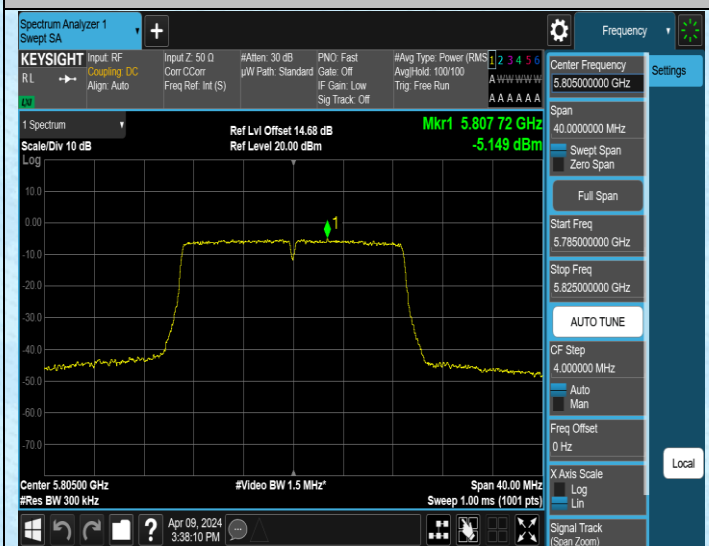 Spectrum Analyzer 1
Swept SA
Frequency
KEYSIGHT
RL
LXI
Input: RF
Coupling: DC
Align: Auto
Input Z: 50 Ω
Corr CCorr
Freq Ref: Int (S)
#Atten: 30 dB
µW Path: Standard
PNO: Fast
Gate: Off
IF Gain: Low
Sig Track: Off
#Avg Type: Power (RMS
Avg|Hold: 100/100
Trig: Free Run
1 2 3 4 5 6
A W W W W W
A A A A A A
1 Spectrum
Scale/Div 10 dB
Log
Ref Lvl Offset 14.68 dB
Ref Level 20.00 dBm
Mkr1 5.807 72 GHz
-5.149 dBm
10.0
0.00
-10.0
-20.0
-30.0
-40.0
-50.0
-60.0
-70.0
1
Center 5.80500 GHz
#Res BW 300 kHz
#Video BW 1.5 MHz*
Span 40.00 MHz
Sweep 1.00 ms (1001 pts)
Center Frequency
5.805000000 GHz
Settings
Span
40.0000000 MHz
Swept Span
Zero Span
Full Span
Start Freq
5.785000000 GHz
Stop Freq
5.825000000 GHz
AUTO TUNE
CF Step
4.000000 MHz
Auto
Man
Freq Offset
0 Hz
X Axis Scale
Log
Lin
Local
Signal Track
(Span Zoom)
?
Apr 09, 2024
3:38:10 PM